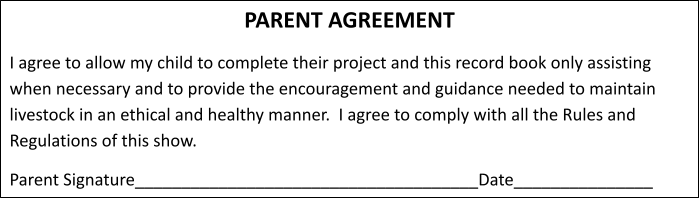 PARENT AGREEMENT
I agree to allow my child to complete their project and this record book only assisting
when necessary and to provide the encouragement and guidance needed to maintain
livestock in an ethical and healthy manner.  I agree to comply with all the Rules and
Regulations of this show.
Parent Signature_____________________________________Date_______________